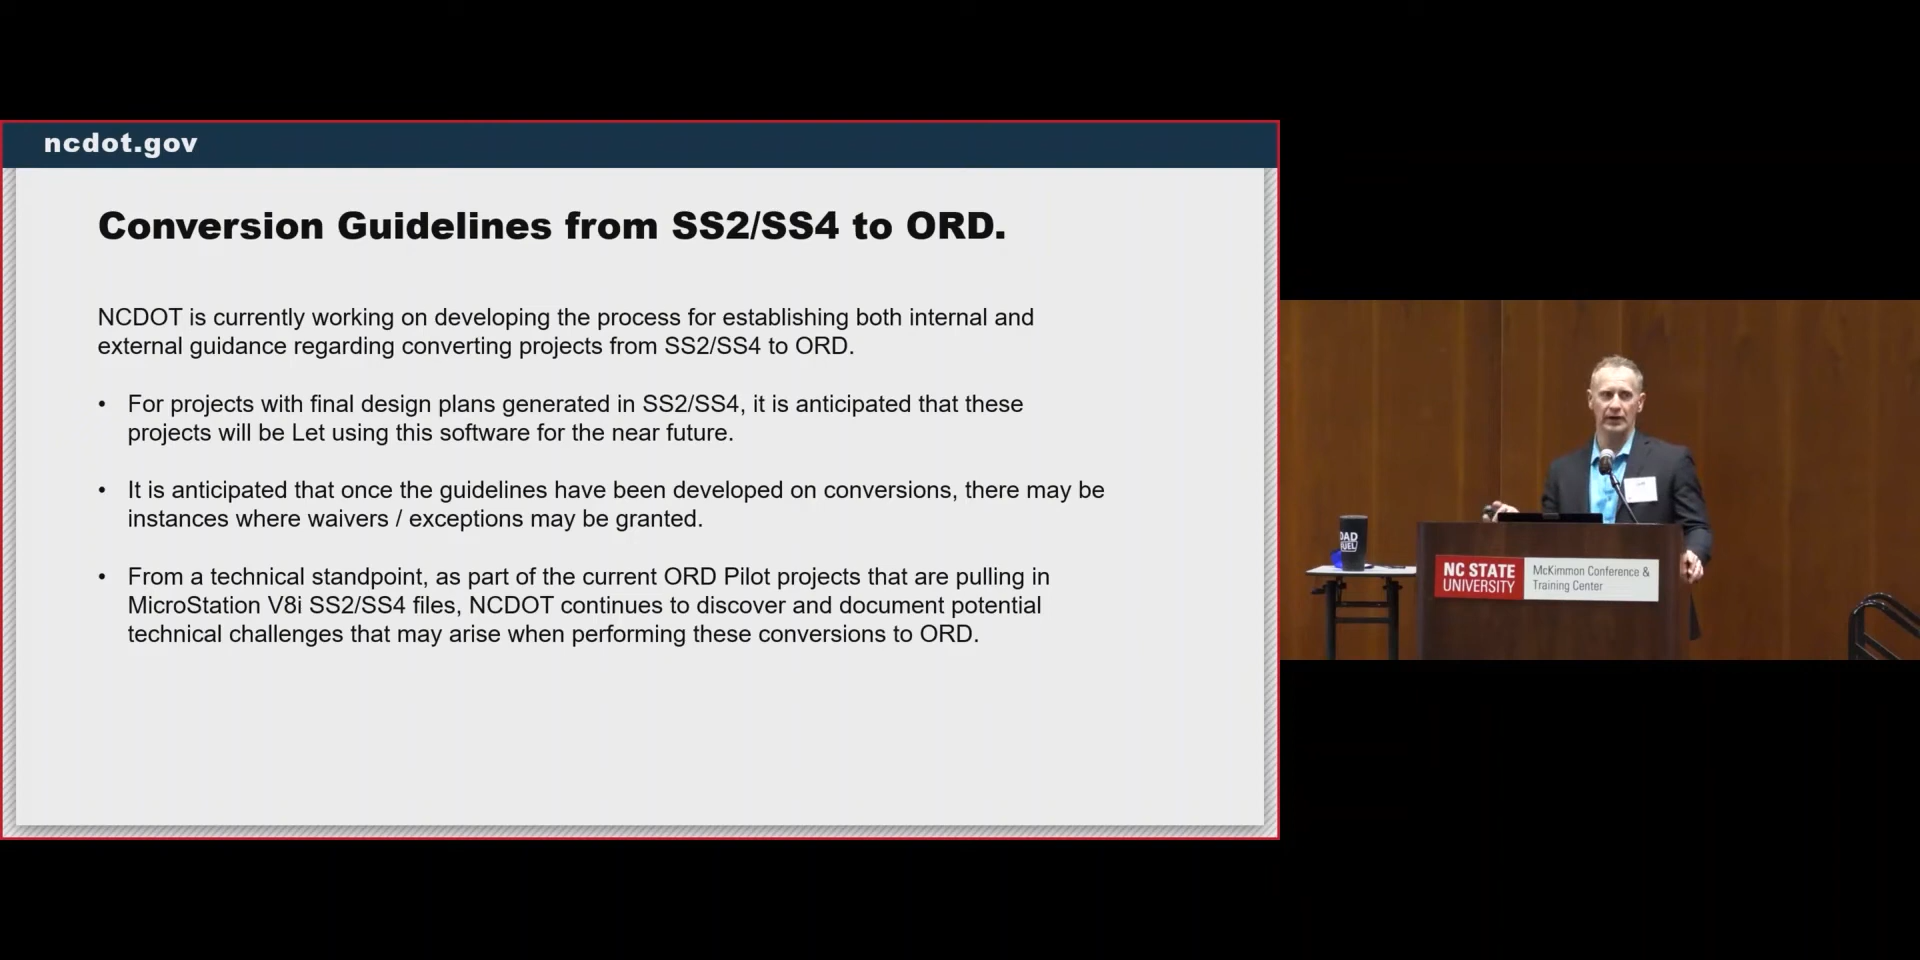 ncdot.gov
Conversion Guidelines from SS2/SS4 to ORD.
NCDOT is currently working on developing the process for establishing both internal and
external guidance regarding converting projects from SS2/SS4 to ORD.
• For projects with final design plans generated in SS2/SS4, it is anticipated that these
projects will be Let using this software for the near future.
• It is anticipated that once the guidelines have been developed on conversions, there may be
instances where waivers / exceptions may be granted.
• From a technical standpoint, as part of the current ORD Pilot projects that are pulling in
MicroStation V8i SS2/SS4 files, NCDOT continues to discover and document potential
technical challenges that may arise when performing these conversions to ORD.
NC STATE
UNIVERSITY
McKimmon Conference &
Training Center